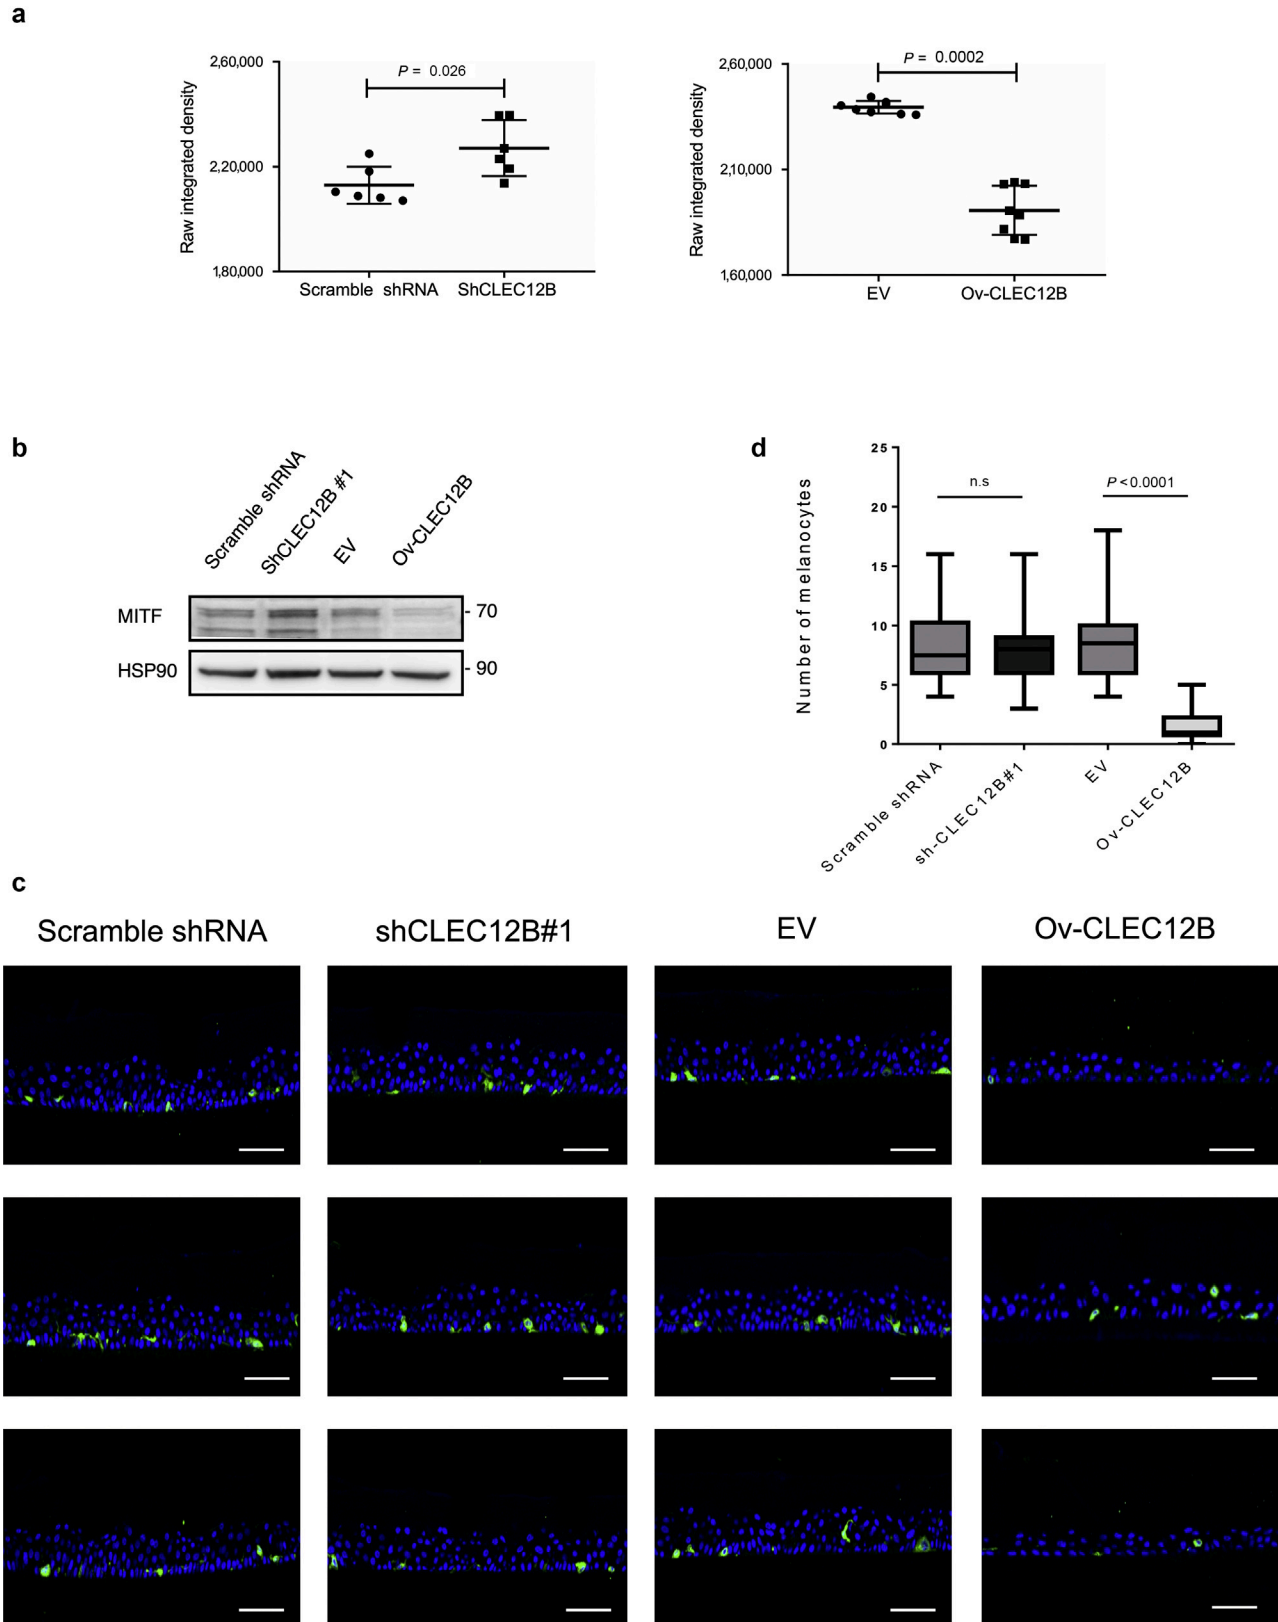 a
2,60,000
2,20,000
1,80,000
Raw integrated density
P = 0.026
Scramble shRNA
ShCLEC12B
2,60,000
2,10,000
1,60,000
Raw integrated density
P = 0.0002
EV
Ov-CLEC12B
b
Scramble shRNA
ShCLEC12B #1
EV
Ov-CLEC12B
MITF
- 70
HSP90
- 90
d
Number of melanocytes
25
20
15
10
5
0
n.s
P<0.0001
Scramble shRNA
sh-CLEC12B#1
EV
Ov-CLEC12B
c
Scramble shRNA
shCLEC12B#1
EV
Ov-CLEC12B